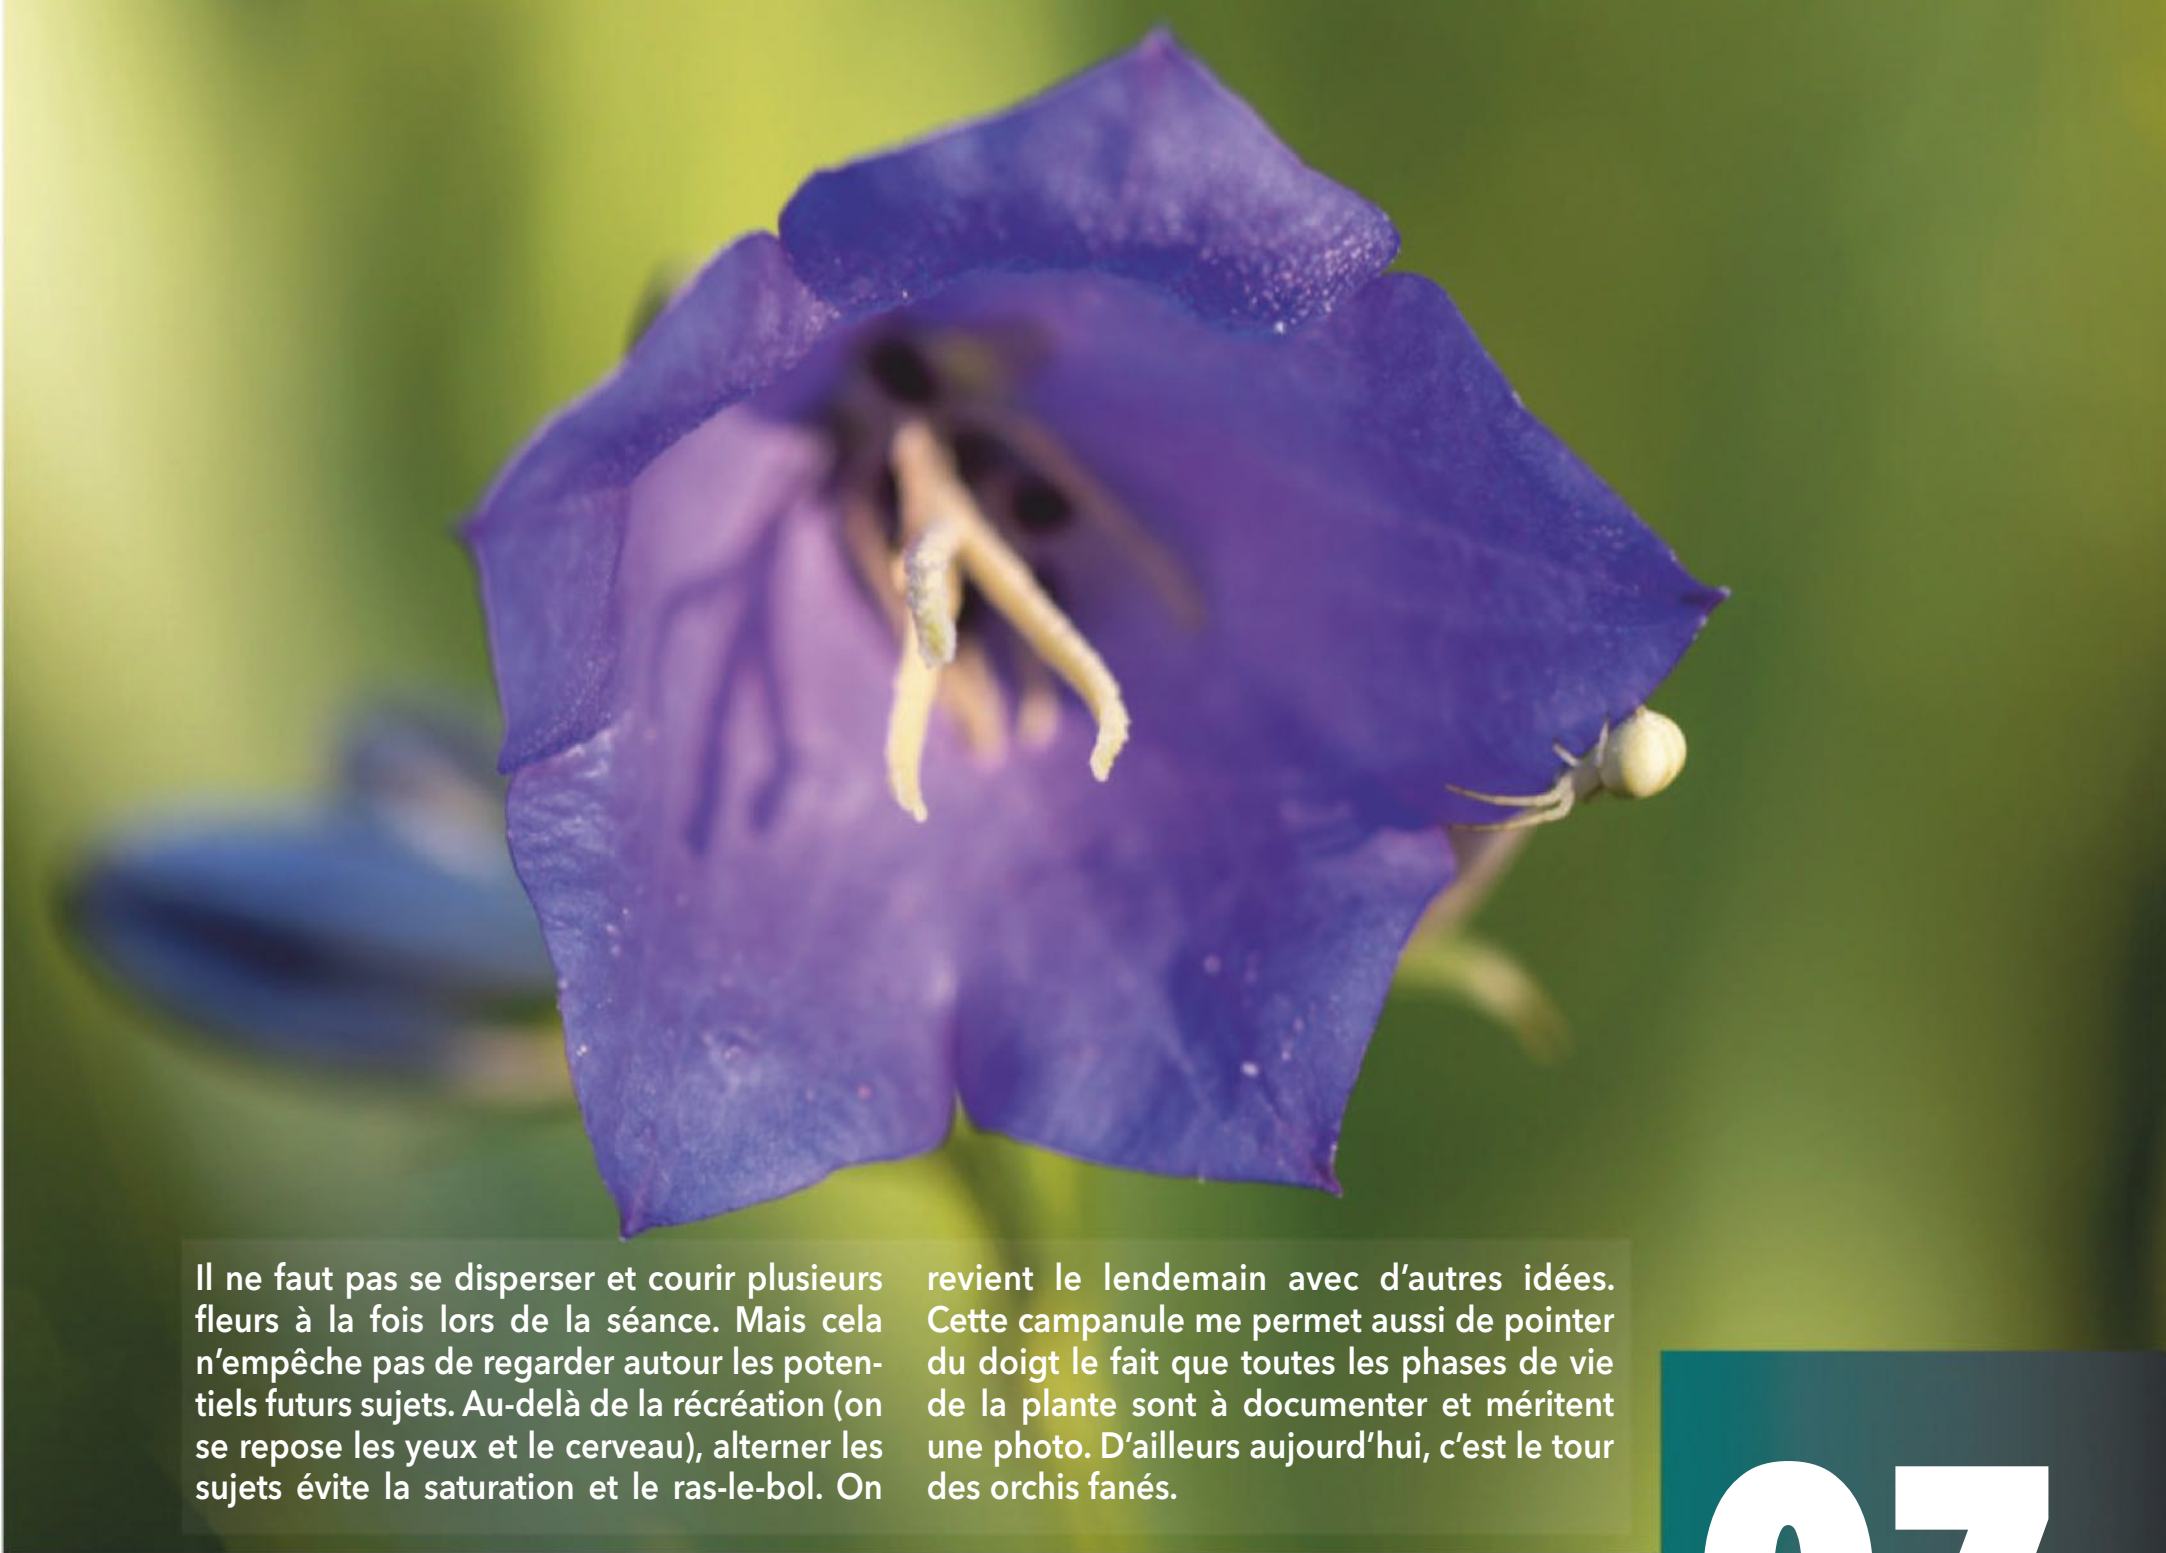 Il ne faut pas se disperser et courir plusieurs
fleurs à la fois lors de la séance. Mais cela
n'empêche pas de regarder autour les poten-
tiels futurs sujets. Au-delà de la récréation (on
se repose les yeux et le cerveau), alterner les
sujets évite la saturation et le ras-le-bol. On
revient le lendemain avec d'autres idées.
Cette campanule me permet aussi de pointer
du doigt le fait que toutes les phases de vie
de la plante sont à documenter et méritent
une photo. D'ailleurs aujourd'hui, c'est le tour
des orchis fanés.